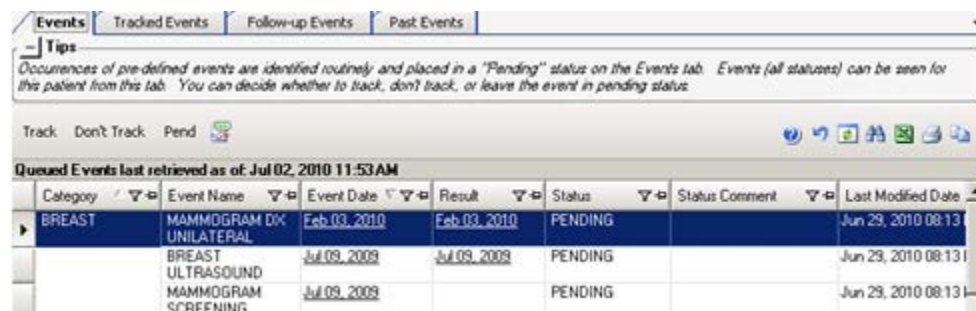 Events Tracked Events Follow-up Events Past Events
Tips
Occurrences of pre-defined events are identified routinely and placed in a "Pending" status on the Events tab. Events (all statuses) can be seen for
this patient from this tab. You can decide whether to track, don't track, or leave the event in pending status
Track Don't Track Pend
Queued Events last retrieved as of: Jul 02, 2010 11:53 AM
Category Event Name Event Date Result Status Status Comment Last Modified Date
BREAST MAMMOGRAM DX Feb 03, 2010 Feb 03, 2010 PENDING Jun 29, 2010 08:13
UNILATERAL
BREAST Jul 09, 2009 Jul 09, 2009 PENDING Jun 29, 2010 08:13
ULTRASOUND
MAMMOGRAM Jul 09, 2009 PENDING Jun 29, 2010 08:13
SCREENING